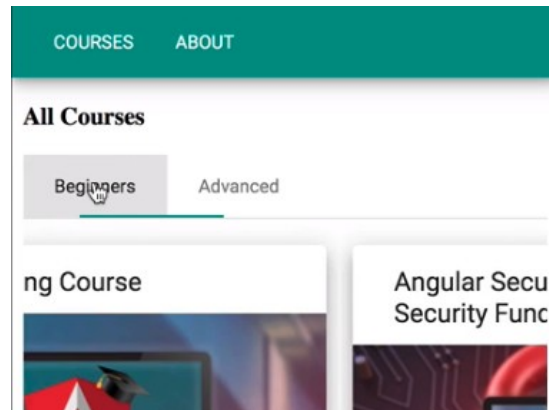 COURSES ABOUT
All Courses
Beginners Advanced
ng Course
Angular Secu
Security Func